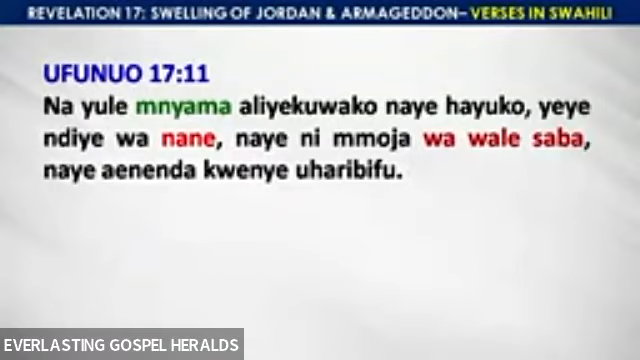 REVELATION 17: SWELLING OF JORDAN & ARMAGEDDON– VERSES IN SWAHILI
UFUNUO 17:11
Na yule mnyama aliyekuwako naye hayuko, yeye
ndiye wa nane, naye ni mmoja wa wale saba,
naye aenenda kwenye uharibifu.
EVERLASTING GOSPEL HERALDS